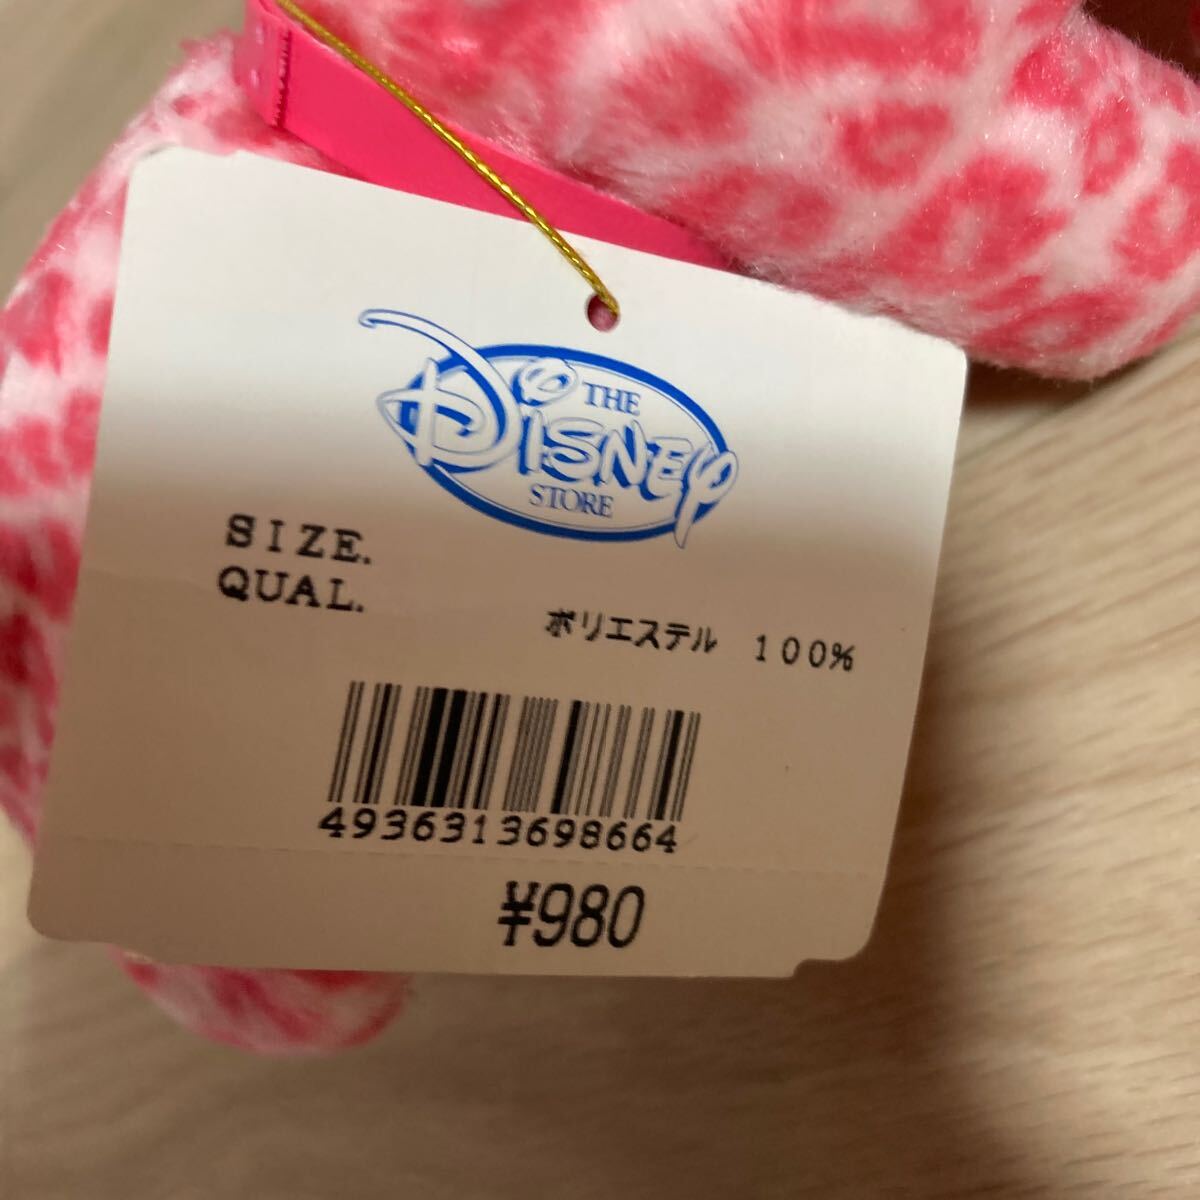 THE
Disney
STORE
SIZE.
QUAL.
ポリエステル 100%
4936313698664
¥980